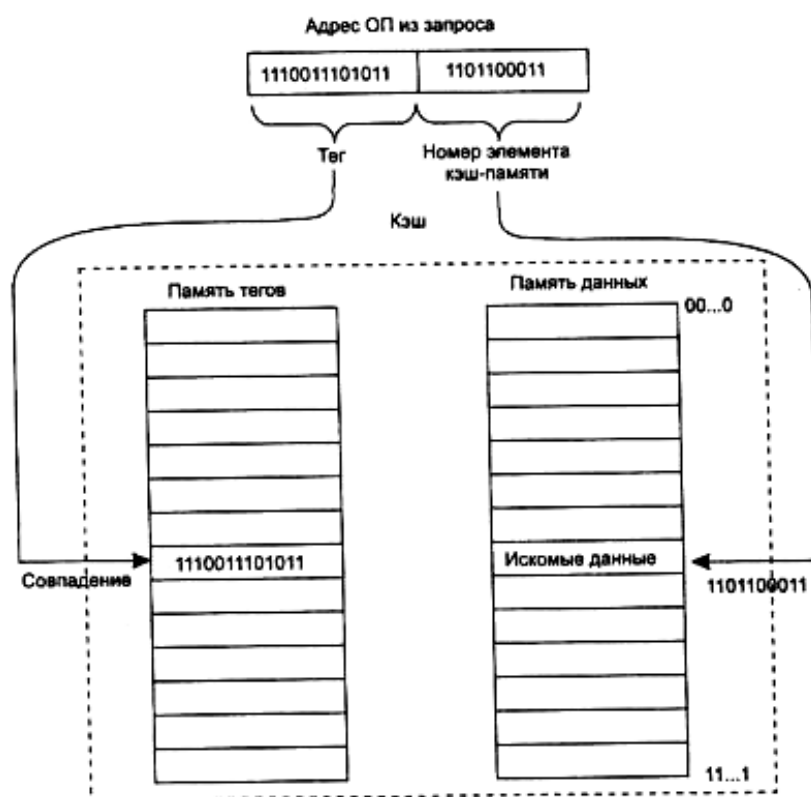 Адрес ОП из запроса
1110011101011
1101100011
Тег
Номер элемента
кэш-памяти
Кэш
Память тегов
Память данных
00...0
1110011101011
Искомые данные
Совпадение
1101100011
11...1